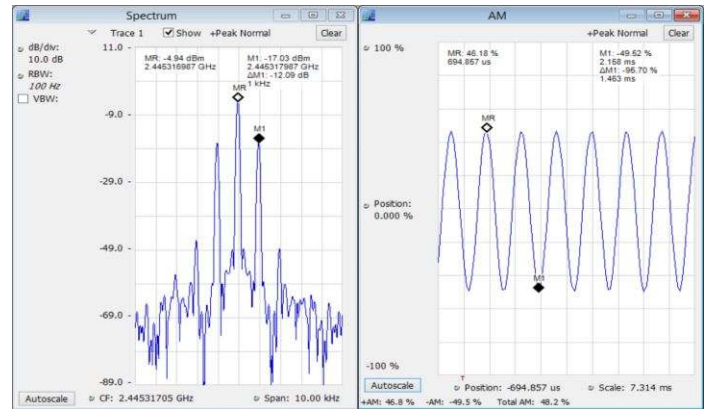 Spectrum
Trace 1 Show +Peak Normal Clear
dB/div:
10.0 dB
RBW:
100 Hz
VBW:
11.0
-9.0
-29.0
-49.0
-69.0
-89.0
MR: -4.94 dBm
2.445316987 GHz
M1: -17.03 dBm
2.445317987 GHz
ΔM1: -12.09 dB
1 kHz
MR
M1
Autoscale CF: 2.44531705 GHz Span: 10.00 kHz
AM
+Peak Normal Clear
100 %
MR: 46.18 %
694.857 us
M1: -49.52 %
2.158 ms
ΔM1: -95.70 %
1.463 ms
MR
Position:
0.000 %
M1
-100 %
T
Autoscale Position: -694.857 us Scale: 7.314 ms
+AM: 46.8 % -AM: -49.5 % Total AM: 48.2 %